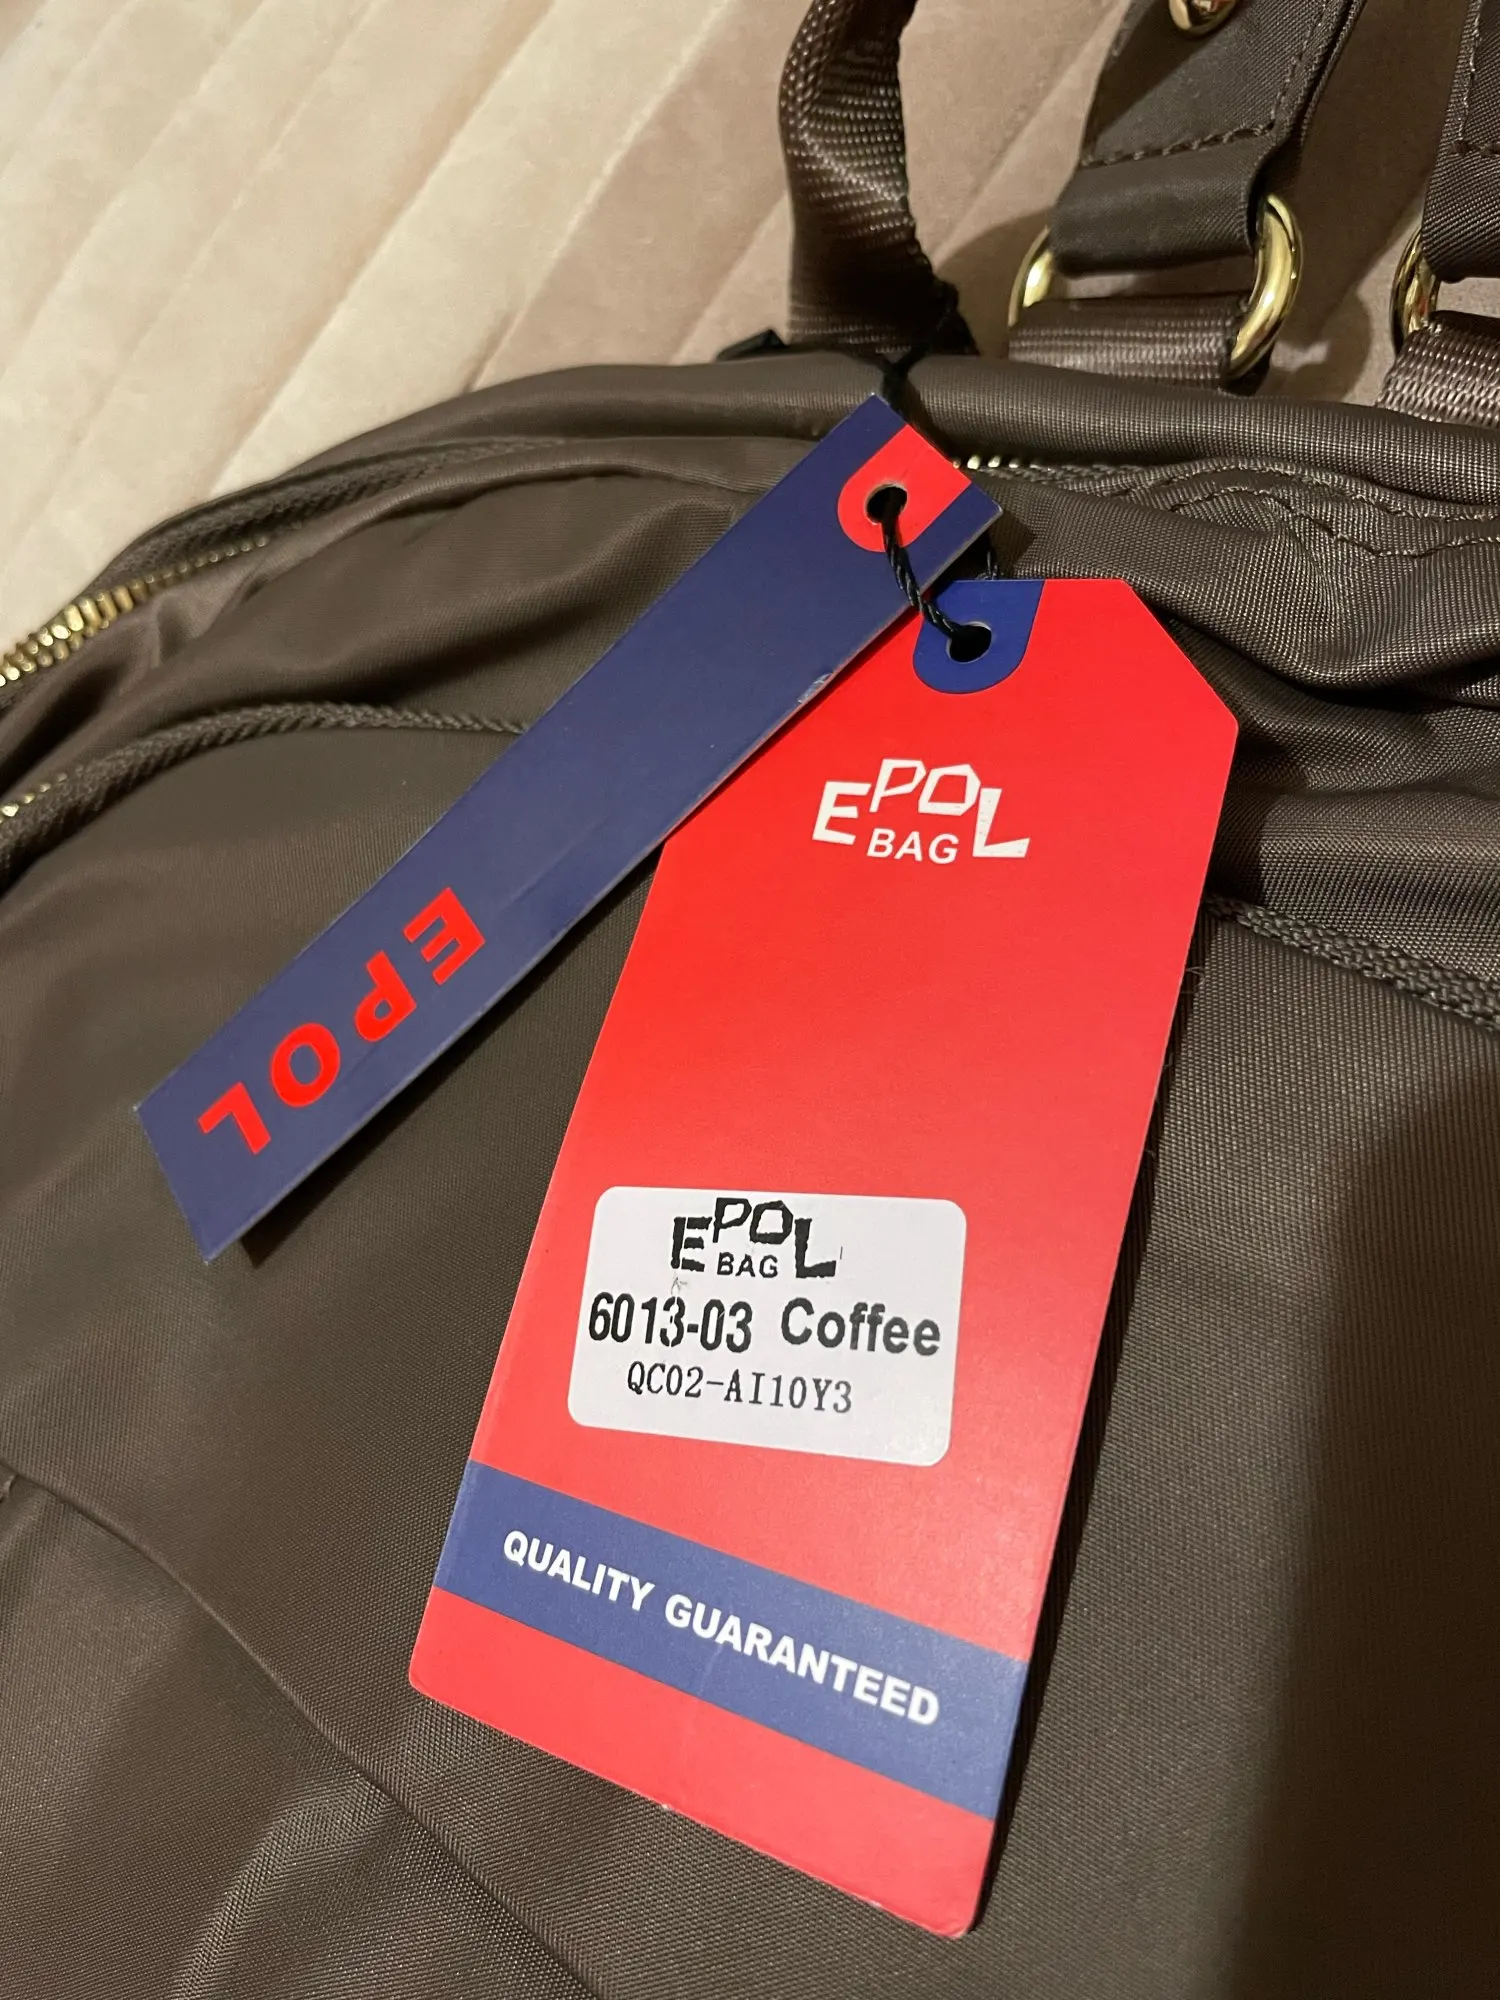 EPOL
EPOL
BAG
EPOL
BAG
6013-03 Coffee
QC02-AI10Y3
QUALITY GUARANTEED